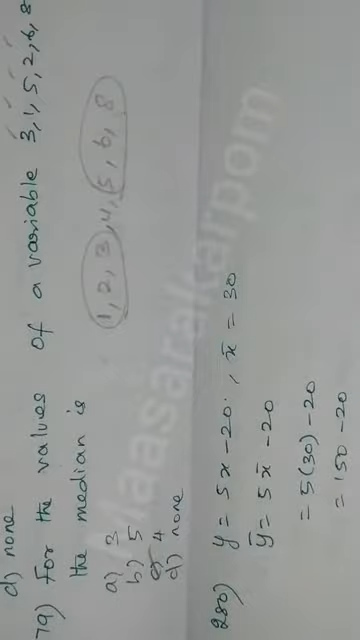 d) none
79) For the values of a variable 3,1,5,2,6,8
the median is
1, 2, 3, 4, 5, 6, 8
a) 3
b) 5
c) 4
d) none
280) y = 5x - 20, x̄ = 30
ȳ = 5x̄ - 20
= 5(30) - 20
= 150 - 20
Maasaralkarpom